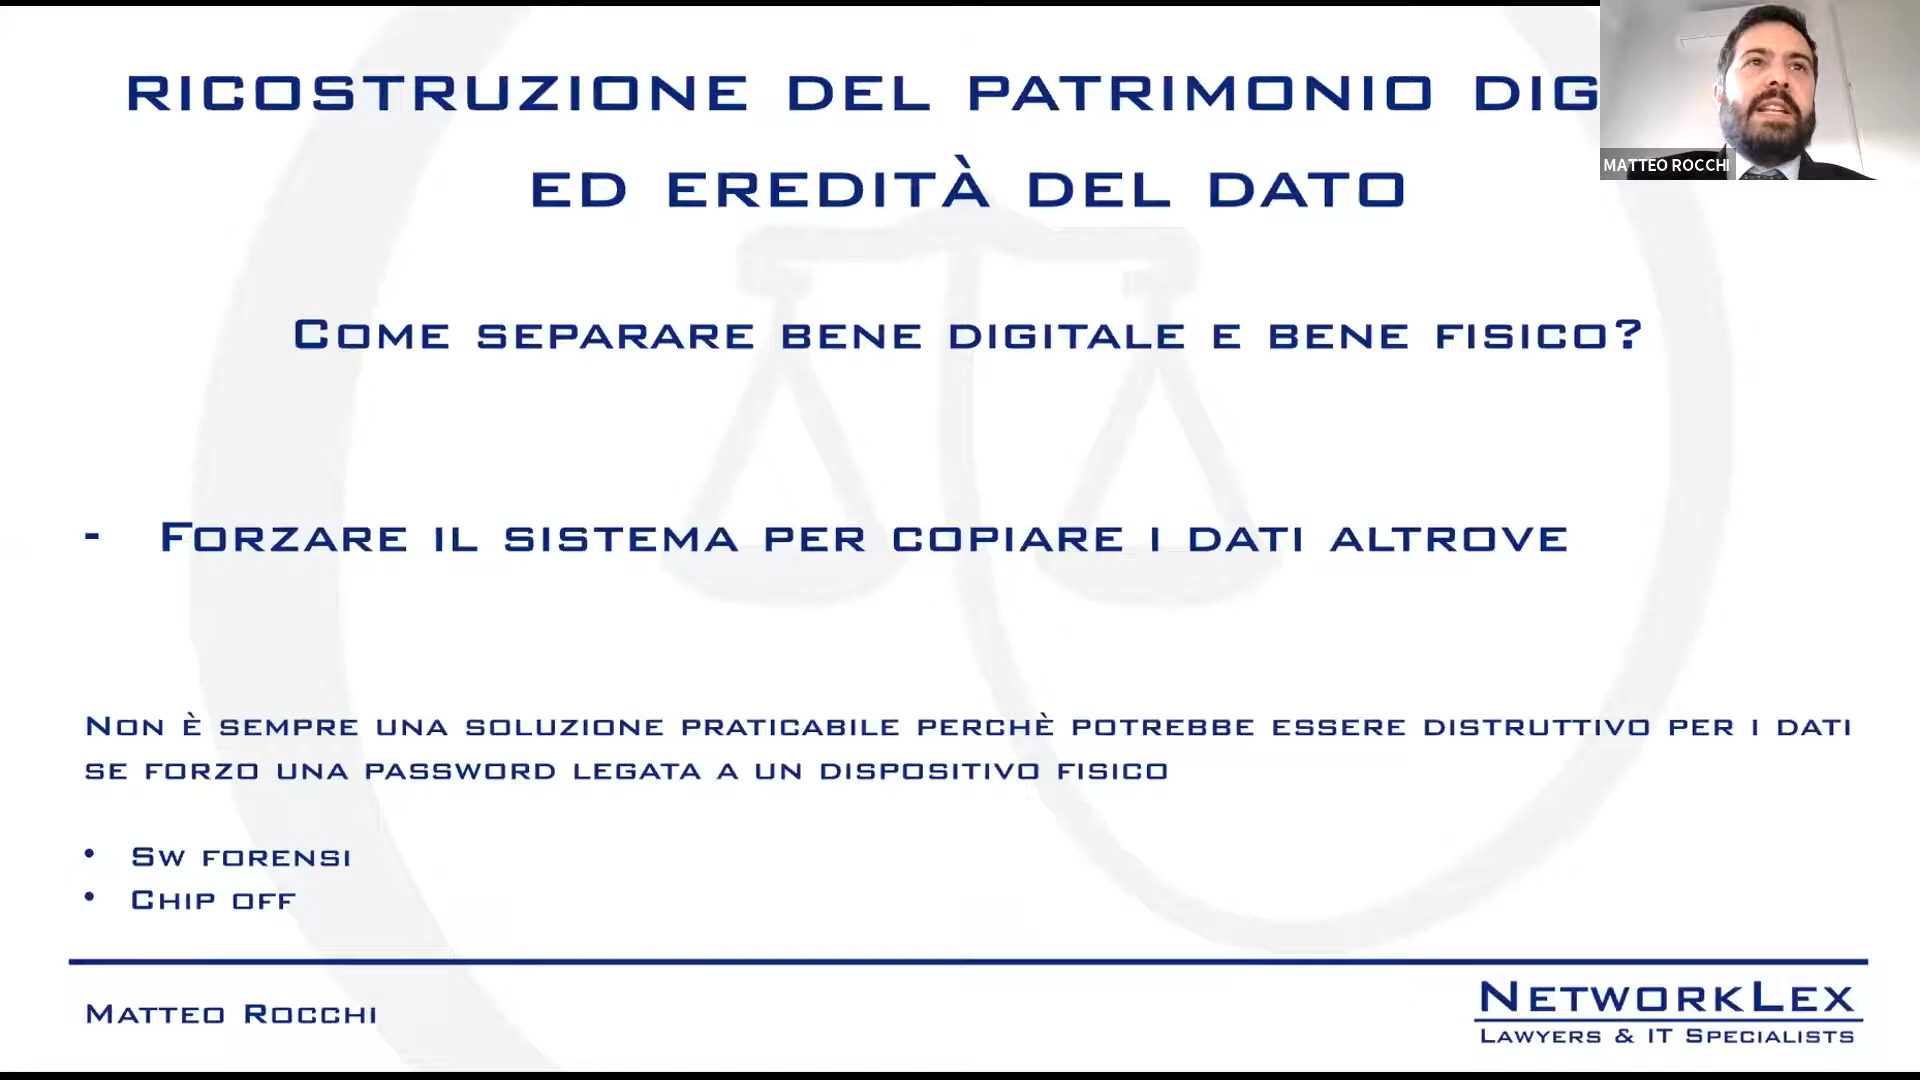 RICOSTRUZIONE DEL PATRIMONIO DIG
ED EREDITÀ DEL DATO
MATTEO ROCCHI
COME SEPARARE BENE DIGITALE E BENE FISICO?
- FORZARE IL SISTEMA PER COPIARE I DATI ALTROVE
NON È SEMPRE UNA SOLUZIONE PRATICABILE PERCHÈ POTREBBE ESSERE DISTRUTTIVO PER I DATI
SE FORZO UNA PASSWORD LEGATA A UN DISPOSITIVO FISICO
• SW FORENSI
• CHIP OFF
MATTEO ROCCHI
NETWORKLEX
LAWYERS & IT SPECIALISTS